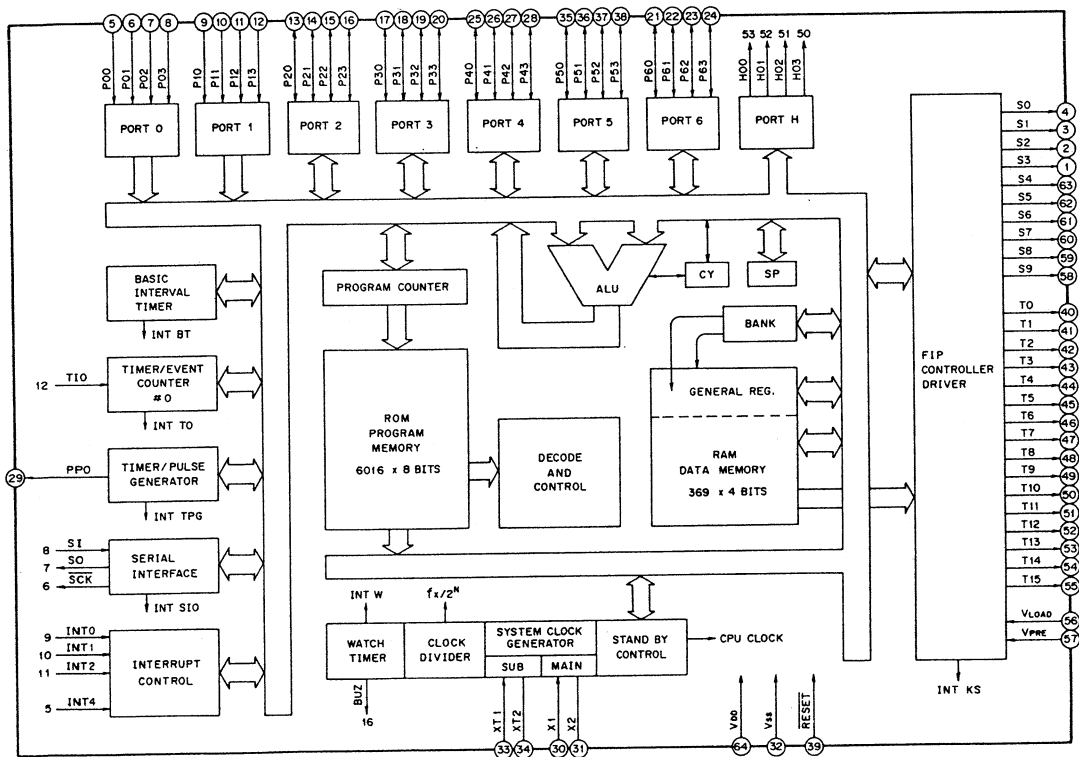 5 6 7 8 9 10 11 12 13 14 15 16 17 18 19 20 25 26 27 28 35 36 37 38 21 22 23 24
53 52 51 50
P00 P01 P02 P03 P10 P11 P12 P13 P20 P21 P22 P23 P30 P31 P32 P33 P40 P41 P42 P43 P50 P51 P52 P53 P60 P61 P62 P63 H00 H01 H02 H03
PORT 0 PORT 1 PORT 2 PORT 3 PORT 4 PORT 5 PORT 6 PORT H
BASIC
INTERVAL
TIMER
INT BT
12 TI0
TIMER/EVENT
COUNTER
#0
INT T0
29 PPO
TIMER/PULSE
GENERATOR
INT TPG
8 SI
7 SO
6 SCK
SERIAL
INTERFACE
INT SIO
9 INT0
10 INT1
11 INT2
5 INT4
INTERRUPT
CONTROL
PROGRAM COUNTER
ALU
CY
SP
BANK
ROM
PROGRAM
MEMORY
6016 x 8 BITS
DECODE
AND
CONTROL
GENERAL REG.
RAM
DATA MEMORY
369 x 4 BITS
INT W
fx/2^N
WATCH
TIMER
CLOCK
DIVIDER
SYSTEM CLOCK
GENERATOR
SUB MAIN
STAND BY
CONTROL
CPU CLOCK
BUZ
16
XT1 XT2 X1 X2
33 34 30 31
VDD VSS RESET
64 32 39
FIP
CONTROLLER
DRIVER
INT KS
S0 4
S1 3
S2 2
S3 1
S4 63
S5 62
S6 61
S7 60
S8 59
S9 58
T0 40
T1 41
T2 42
T3 43
T4 44
T5 45
T6 46
T7 47
T8 48
T9 49
T10 50
T11 51
T12 52
T13 53
T14 54
T15 55
VLOAD 56
VPRE 57